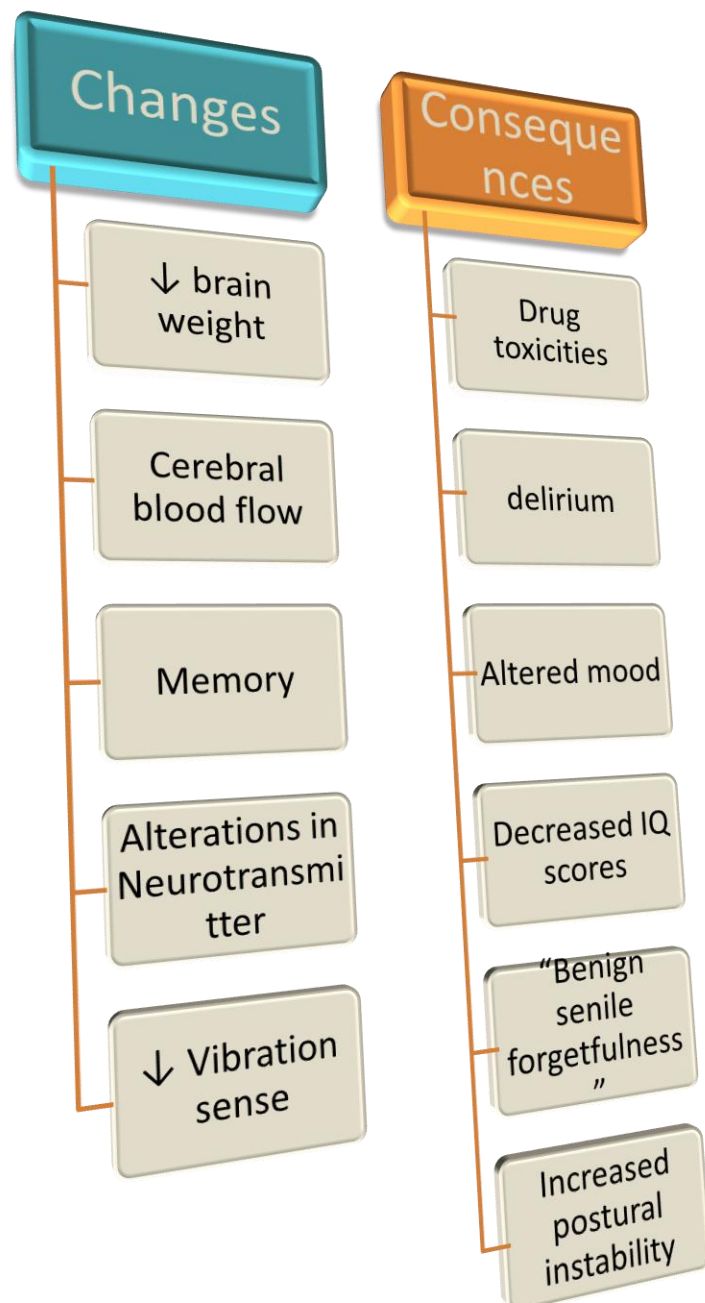 Changes
↓ brain
weight
Cerebral
blood flow
Memory
Alterations in
Neurotransmi
tter
↓ Vibration
sense
Conseque
nces
Drug
toxicities
delirium
Altered mood
Decreased IQ
scores
“Benign
senile
forgetfulness
”
Increased
postural
instability